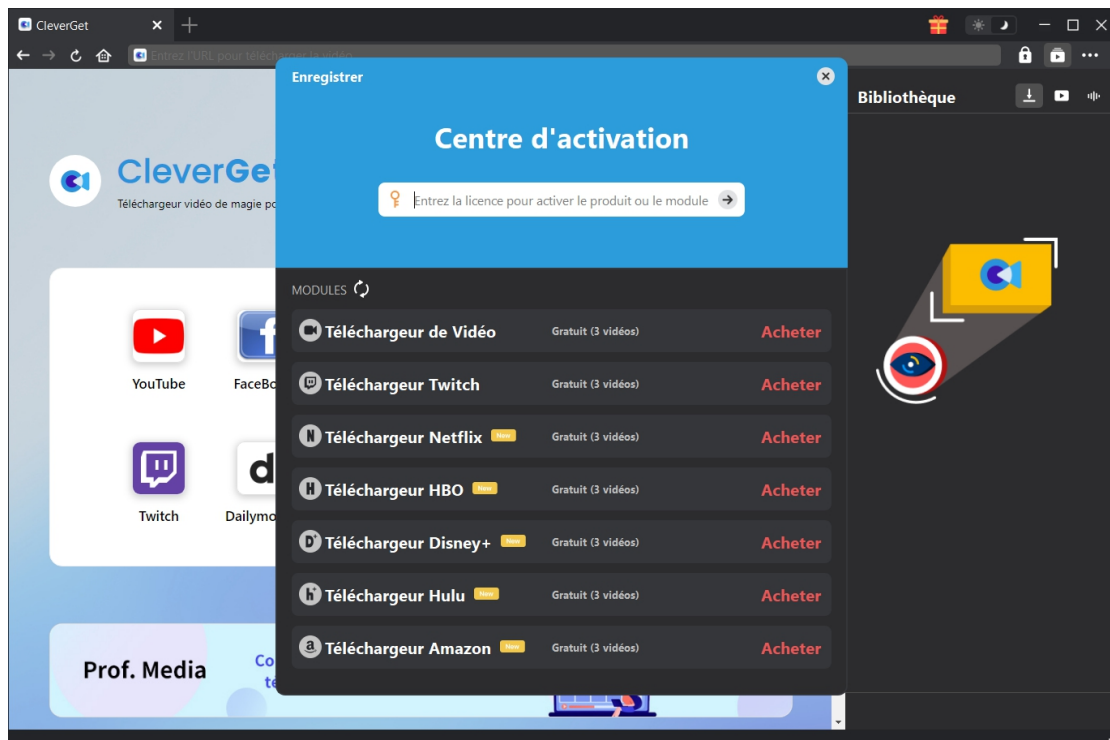 CleverGet
Entrez l'URL pour télécharger la vidéo
Enregistrer
Centre d'activation
Entrez la licence pour activer le produit ou le module
Bibliothèque
CleverGet
Téléchargeur vidéo de magie po
YouTube
FaceBo
Twitch
Dailymo
Prof. Media
Co
té
MODULES
Téléchargeur de Vidéo Gratuit (3 vidéos) Acheter
Téléchargeur Twitch Gratuit (3 vidéos) Acheter
Téléchargeur Netflix New Gratuit (3 vidéos) Acheter
Téléchargeur HBO New Gratuit (3 vidéos) Acheter
Téléchargeur Disney+ New Gratuit (3 vidéos) Acheter
Téléchargeur Hulu New Gratuit (3 vidéos) Acheter
Téléchargeur Amazon New Gratuit (3 vidéos) Acheter